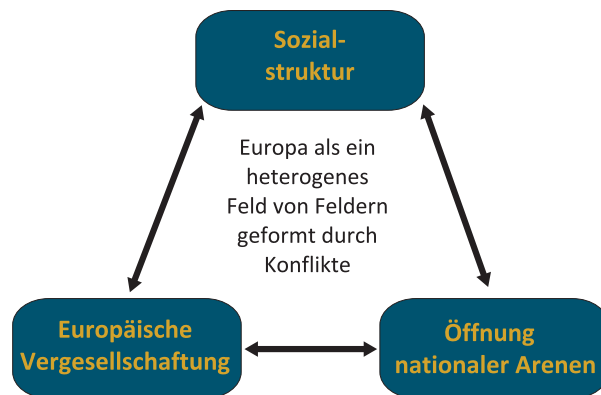 Sozial-
struktur
Europa als ein
heterogenes
Feld von Feldern
geformt durch
Konflikte
Europäische
Vergesellschaftung
Öffnung
nationaler Arenen